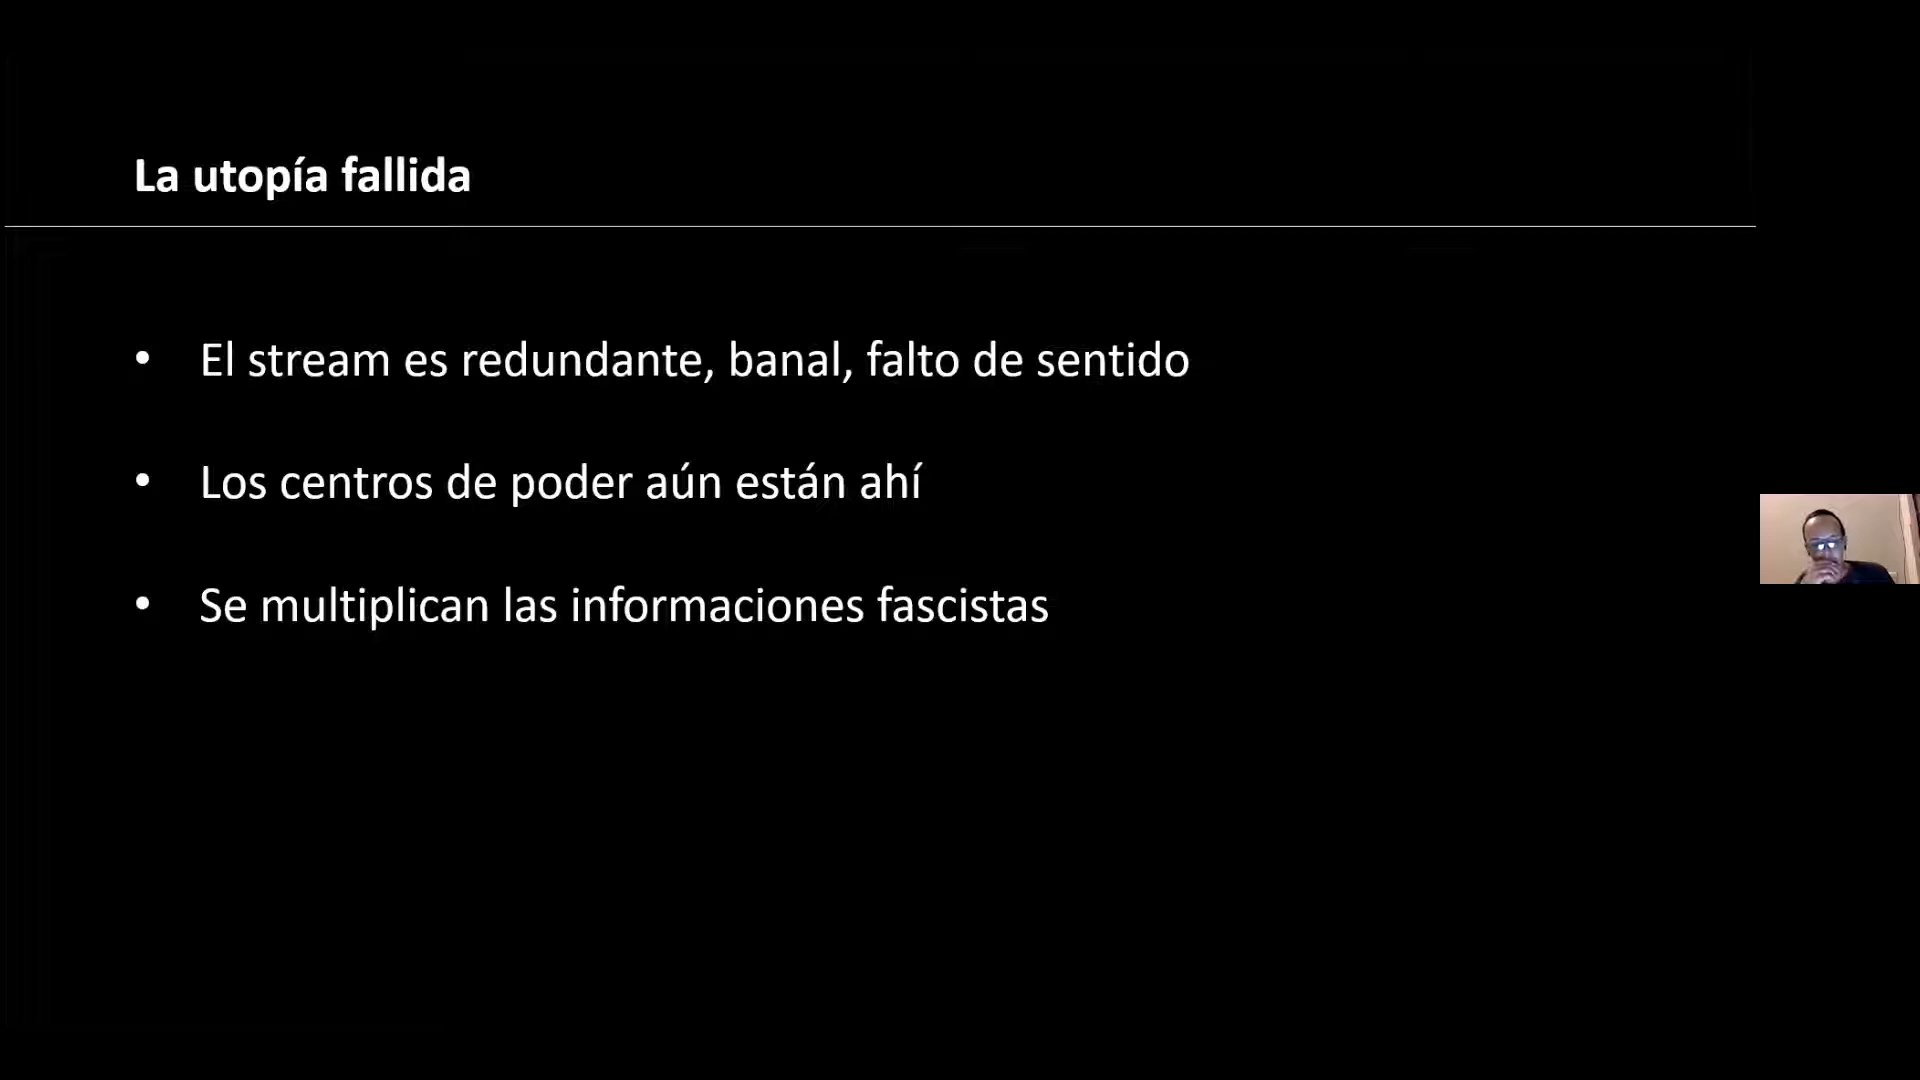 La utopía fallida
• El stream es redundante, banal, falto de sentido
• Los centros de poder aún están ahí
• Se multiplican las informaciones fascistas